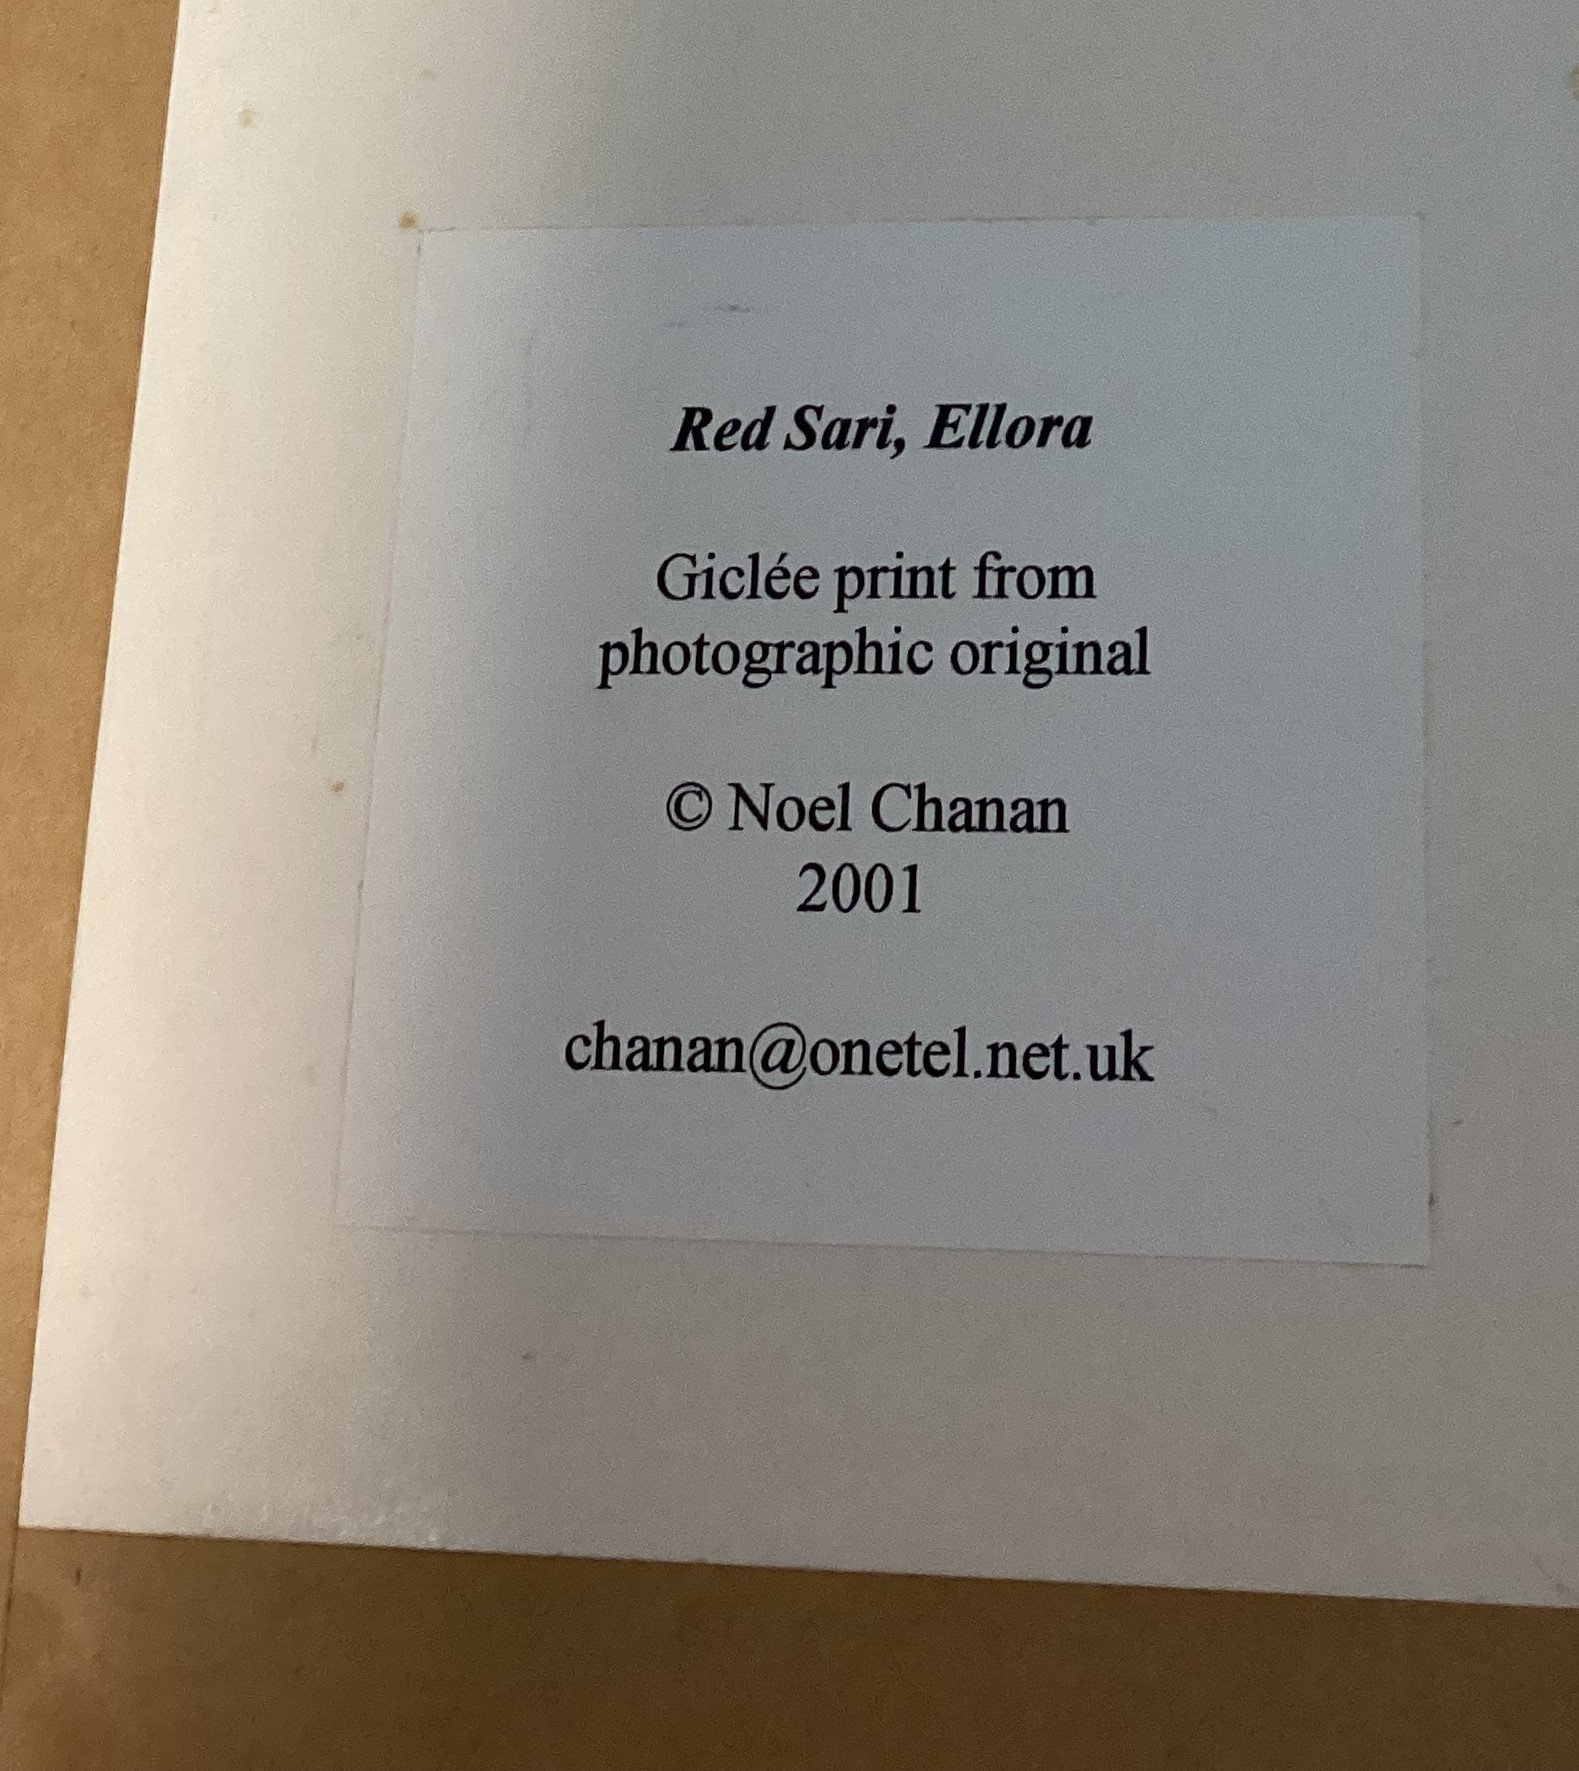 Red Sari, Ellora
Giclée print from
photographic original
© Noel Chanan
2001
chanan@onetel.net.uk